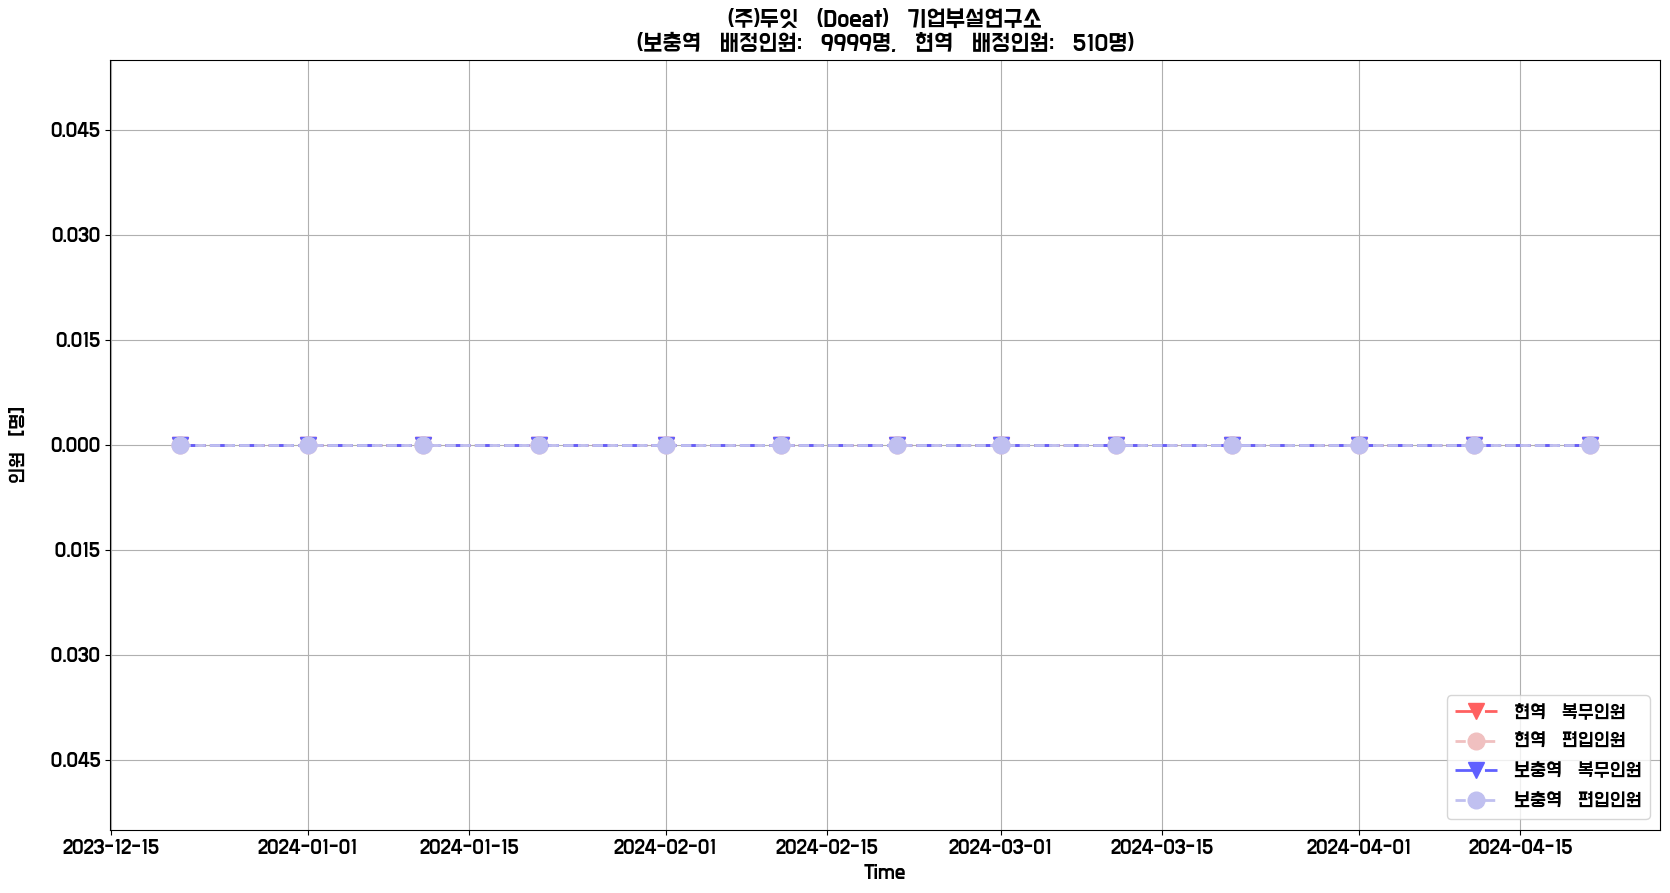 (주)두잇 (Doeat) 기업부설연구소
(보충역 배정인원: 9999명, 현역 배정인원: 510명)
인원 [명]
0.045
0.030
0.015
0.000
0.015
0.030
0.045
현역 복무인원
현역 편입인원
보충역 복무인원
보충역 편입인원
2023-12-15 2024-01-01 2024-01-15 2024-02-01 2024-02-15 2024-03-01 2024-03-15 2024-04-01 2024-04-15
Time